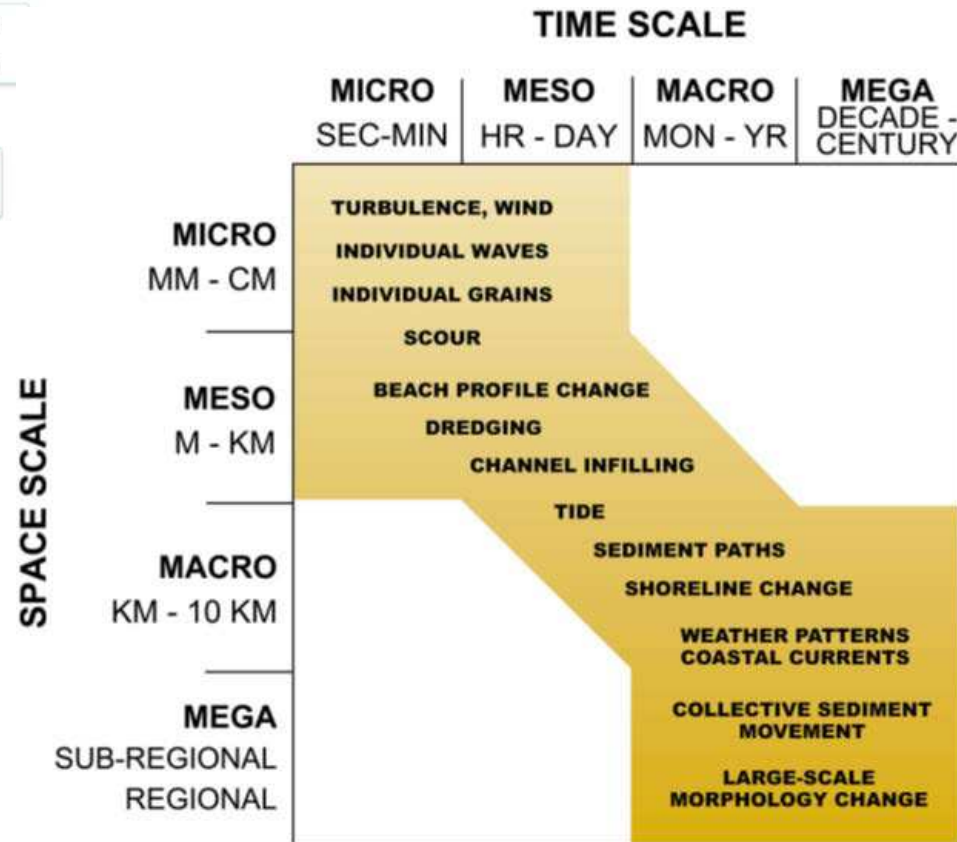 TIME SCALE
MICRO
SEC-MIN
MESO
HR - DAY
MACRO
MON - YR
MEGA
DECADE -
CENTURY
SPACE SCALE
MICRO
MM - CM
MESO
M - KM
MACRO
KM - 10 KM
MEGA
SUB-REGIONAL
REGIONAL
TURBULENCE, WIND
INDIVIDUAL WAVES
INDIVIDUAL GRAINS
SCOUR
BEACH PROFILE CHANGE
DREDGING
CHANNEL INFILLING
TIDE
SEDIMENT PATHS
SHORELINE CHANGE
WEATHER PATTERNS
COASTAL CURRENTS
COLLECTIVE SEDIMENT
MOVEMENT
LARGE-SCALE
MORPHOLOGY CHANGE